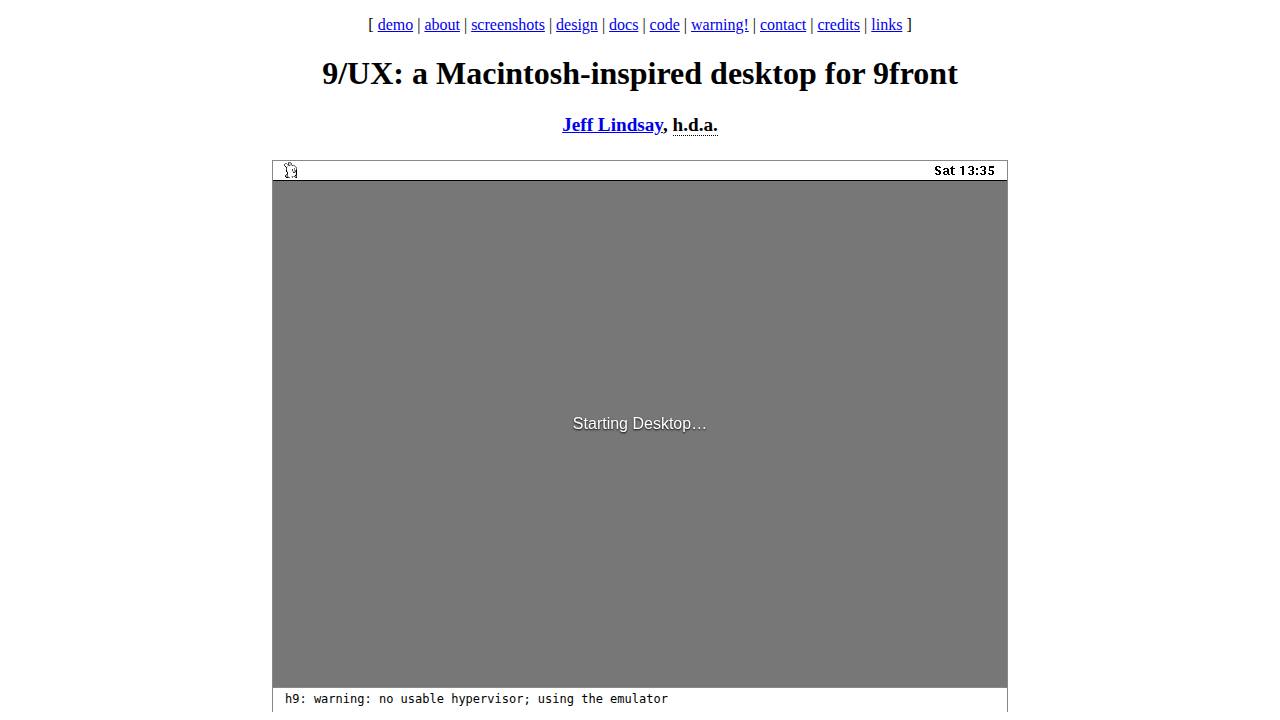 [ demo | about | screenshots | design | docs | code | warning! | contact | credits | links ]
9/UX: a Macintosh-inspired desktop for 9front
Jeff Lindsay, h.d.a.
Sat 13:35
Starting Desktop…
h9: warning: no usable hypervisor; using the emulator